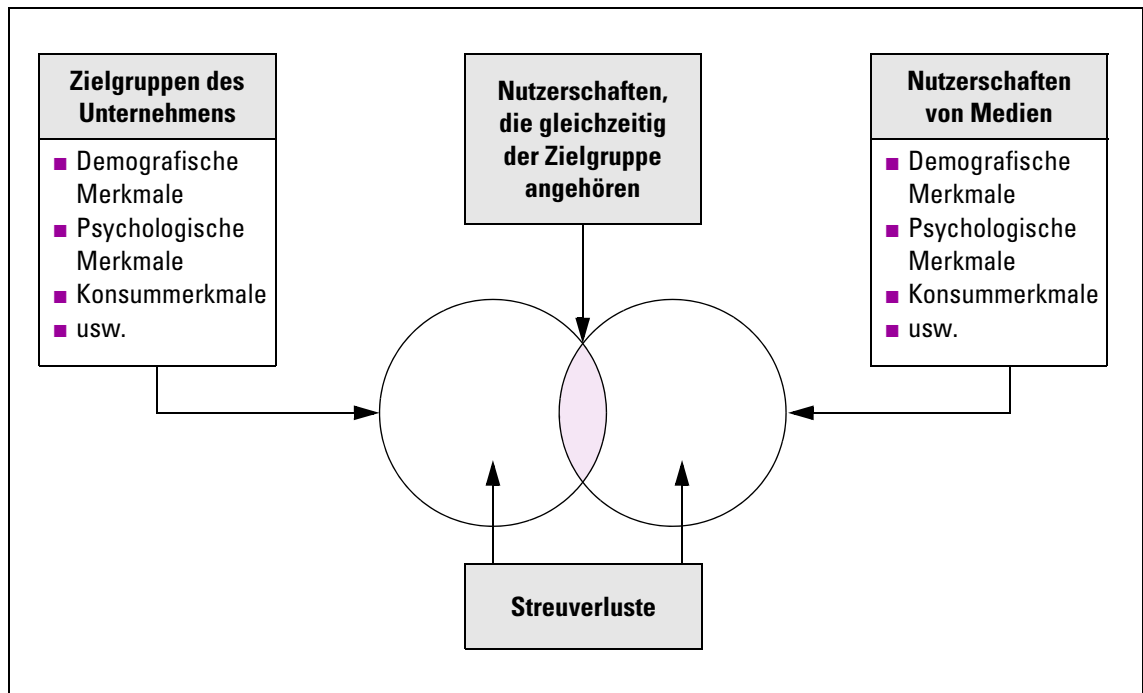 Zielgruppen des
Unternehmens
■ Demografische
Merkmale
■ Psychologische
Merkmale
■ Konsummerkmale
■ usw.
Nutzerschaften,
die gleichzeitig
der Zielgruppe
angehören
Nutzerschaften
von Medien
■ Demografische
Merkmale
■ Psychologische
Merkmale
■ Konsummerkmale
■ usw.
Streuverluste